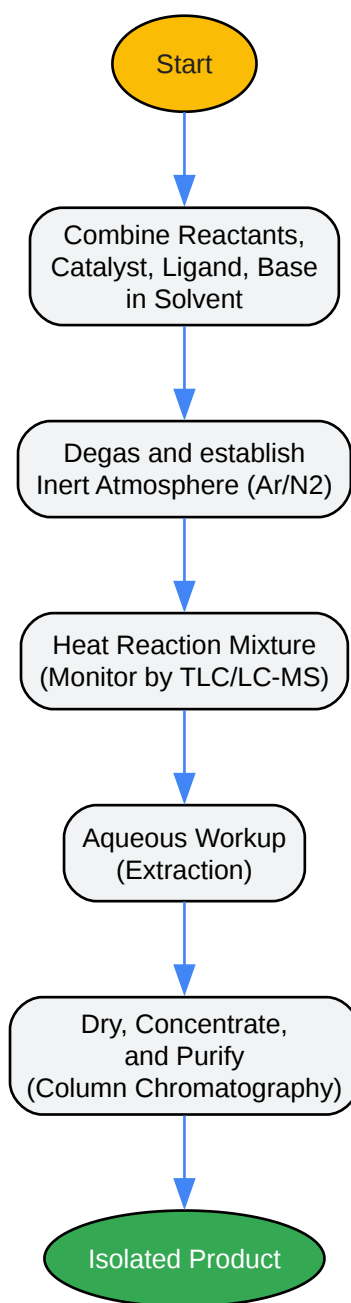 Start
Combine Reactants,
Catalyst, Ligand, Base
in Solvent
Degas and establish
Inert Atmosphere (Ar/N2)
Heat Reaction Mixture
(Monitor by TLC/LC-MS)
Aqueous Workup
(Extraction)
Dry, Concentrate,
and Purify
(Column Chromatography)
Isolated Product